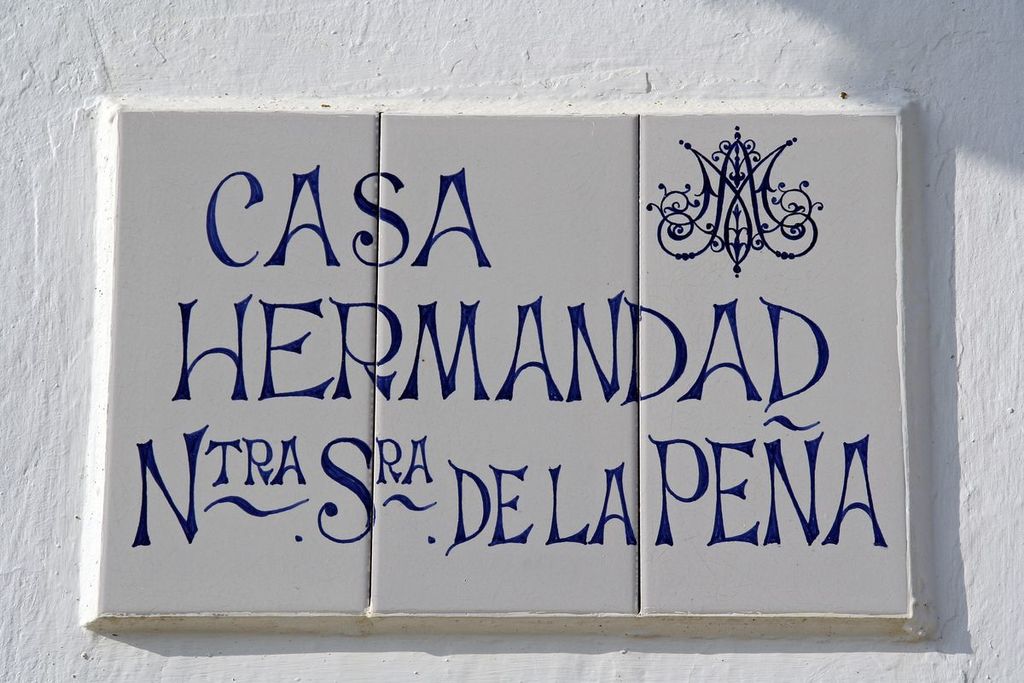 CASA
HERMANDAD
NTRA. SRA. DE LA PEÑA